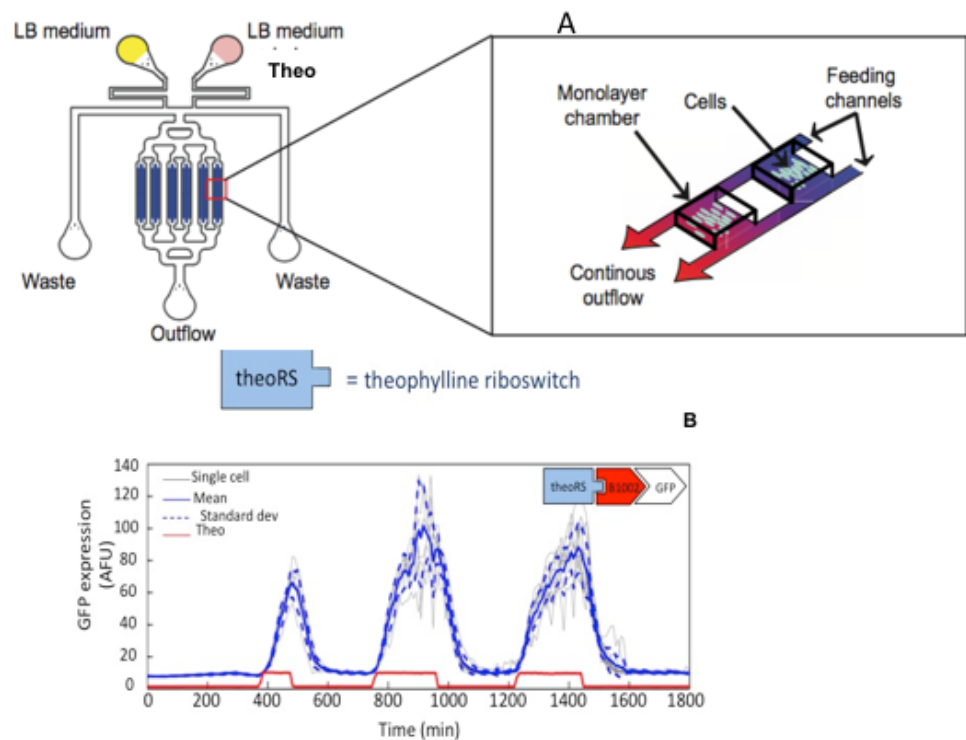 A
LB medium
LB medium
Theo
Monolayer
chamber
Cells
Feeding
channels
Continous
outflow
Waste
Waste
Outflow
theoRS = theophylline riboswitch
B
GFP expression
(AFU)
140
120
100
80
60
40
20
0
Single cell
Mean
Standard dev
Theo
theoRS B1002 GFP
0 200 400 600 800 1000 1200 1400 1600 1800
Time (min)